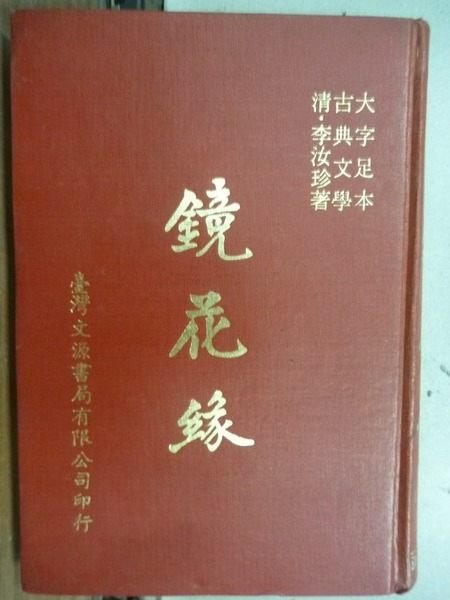 大字足本
古典文學
清·李汝珍著
鏡花緣
臺灣文源書局有限公司印行